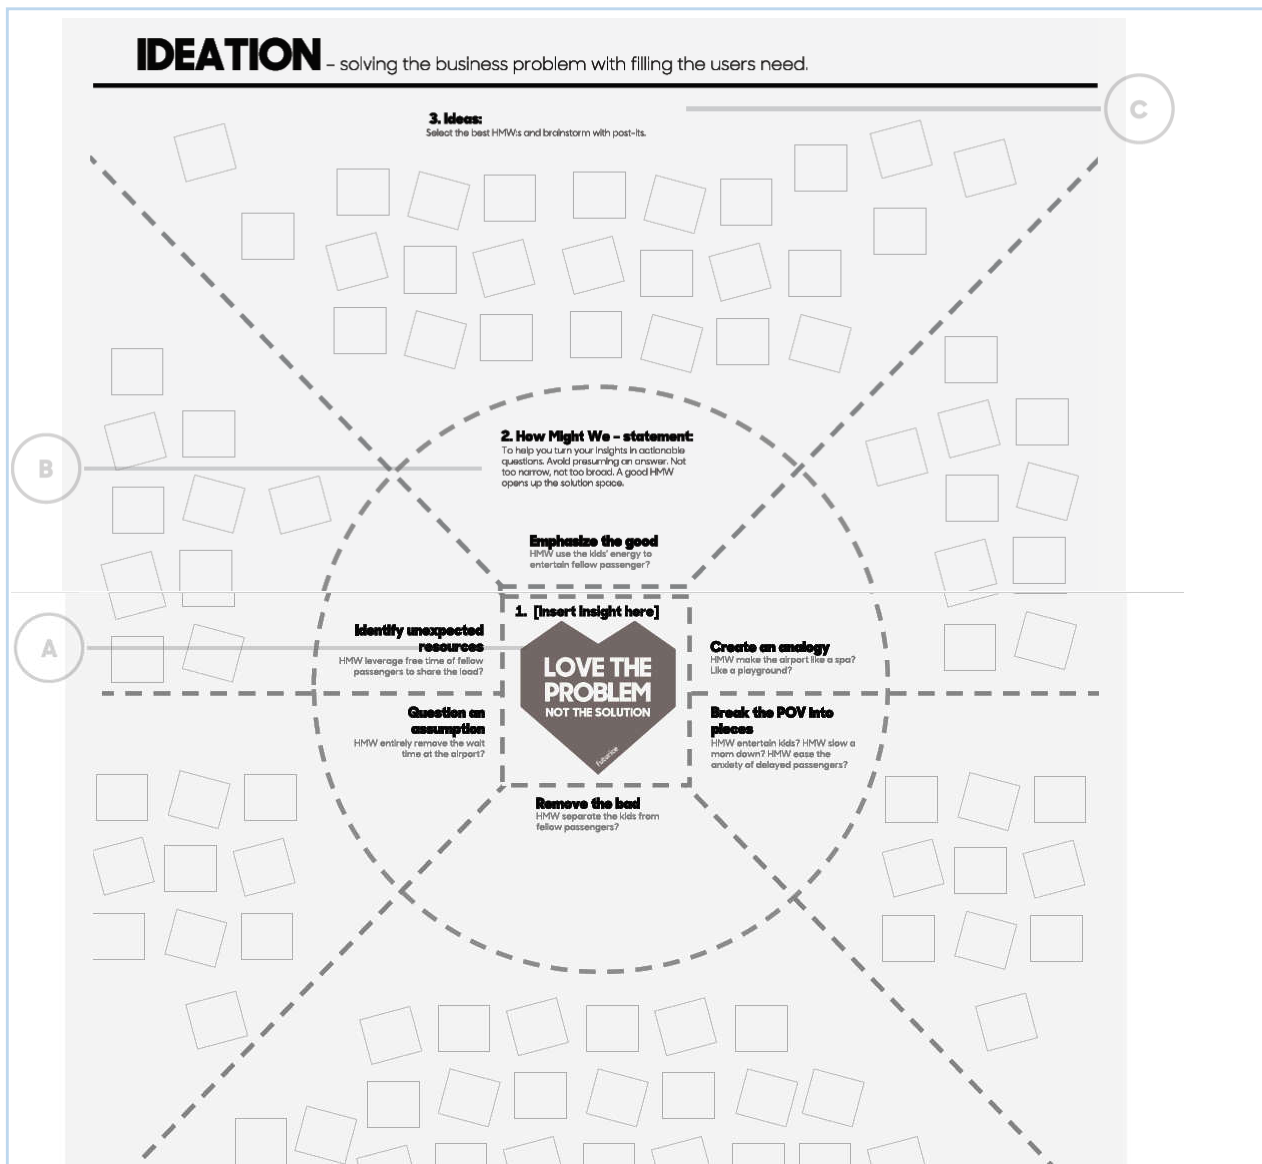 IDEATION – solving the business problem with filling the users need.
C
3. Ideas:
Select the best HMW:s and brainstorm with post-its.
B
2. How Might We – statement:
To help you turn your insights in actionable
questions. Avoid presuming an answer. Not
too narrow, not too broad. A good HMW
opens up the solution space.
Emphasize the good
HMW use the kids' energy to
entertain fellow passenger?
1. [Insert insight here]
A
Identify unexpected
resources
HMW leverage free time of fellow
passengers to share the load?
LOVE THE
PROBLEM
NOT THE SOLUTION
futurice
Create an analogy
HMW make the airport like a spa?
Like a playground?
Question an
assumption
HMW entirely remove the wait
time at the airport?
Break the POV into
pieces
HMW entertain kids? HMW slow a
mom down? HMW ease the
anxiety of delayed passengers?
Remove the bad
HMW separate the kids from
fellow passengers?